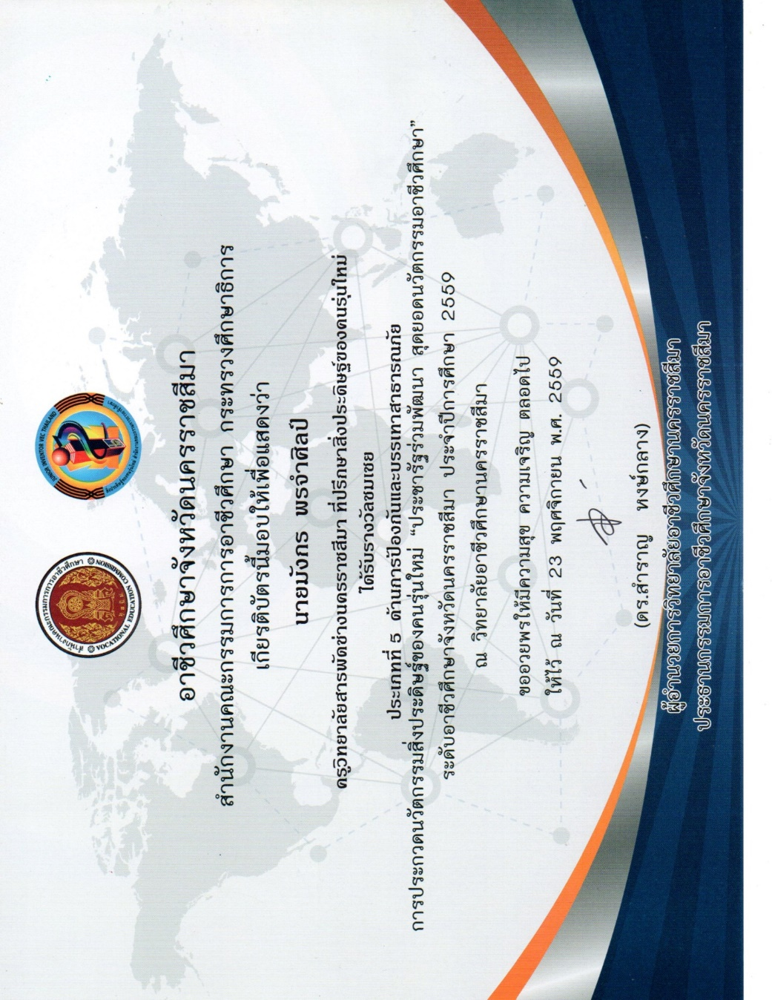 สำนักงานคณะกรรมการการอาชีวศึกษา
VOCATIONAL EDUCATION COMMISSION
JUNIOR INVENTOR VEC THAILAND
อาชีวศึกษาจังหวัดนครราชสีมา
สำนักงานคณะกรรมการการอาชีวศึกษา กระทรวงศึกษาธิการ
เกียรติบัตรนี้มอบให้เพื่อแสดงว่า
นายมังกร พรจำศิลป์
ครูวิทยาลัยสารพัดช่างนครราชสีมา ที่ปรึกษาสิ่งประดิษฐ์ของคนรุ่นใหม่
ได้รับรางวัลชมเชย
ประเภทที่ 5 ด้านการป้องกันและบรรเทาสาธารณภัย
การประกวดนวัตกรรมสิ่งประดิษฐ์ของคนรุ่นใหม่ “ประชารัฐร่วมพัฒนา สุดยอดนวัตกรรมอาชีวศึกษา”
ระดับอาชีวศึกษาจังหวัดนครราชสีมา ประจำปีการศึกษา 2559
ณ วิทยาลัยอาชีวศึกษานครราชสีมา
ขออวยพรให้มีความสุข ความเจริญ ตลอดไป
ให้ไว้ ณ วันที่ 23 พฤศจิกายน พ.ศ. 2559
(ดร.สำราญ หงษ์กลาง)
ผู้อำนวยการวิทยาลัยอาชีวศึกษานครราชสีมา
ประธานกรรมการอาชีวศึกษาจังหวัดนครราชสีมา